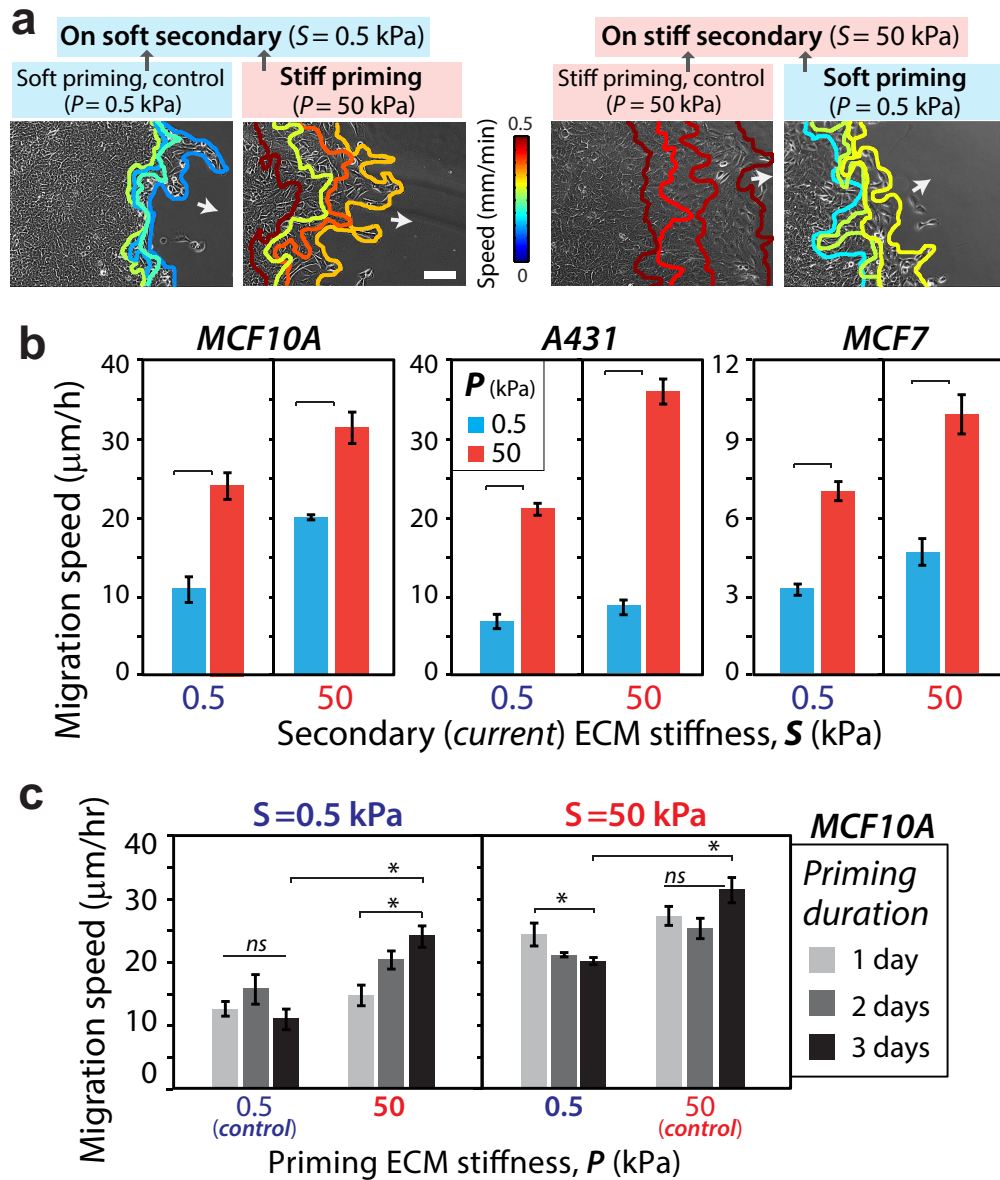 a
On soft secondary (S = 0.5 kPa)
Soft priming, control
(P = 0.5 kPa)
Stiff priming
(P = 50 kPa)
Speed (mm/min)
0.5
0
On stiff secondary (S = 50 kPa)
Stiff priming, control
(P = 50 kPa)
Soft priming
(P = 0.5 kPa)
b
MCF10A
A431
MCF7
Migration speed (μm/h)
40
30
20
10
0
40
30
20
10
0
12
9
6
3
0
P (kPa)
0.5
50
0.5
50
0.5
50
0.5
50
Secondary (current) ECM stiffness, S (kPa)
c
S =0.5 kPa
S =50 kPa
MCF10A
Migration speed (μm/hr)
40
30
20
10
0
ns
*
*
*
ns
*
Priming
duration
1 day
2 days
3 days
0.5
(control)
50
0.5
50
(control)
Priming ECM stiffness, P (kPa)